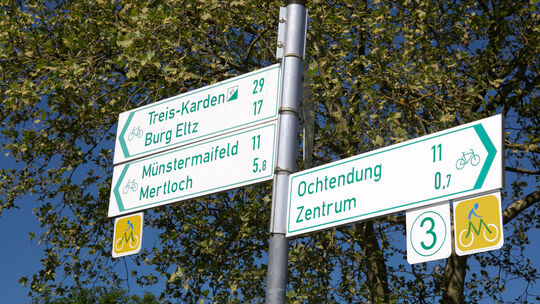 Treis-Karden 29
Burg Eltz 17
Münstermaifeld 11
Mertloch 5,8
Ochtendung 11
Zentrum 0,7
3